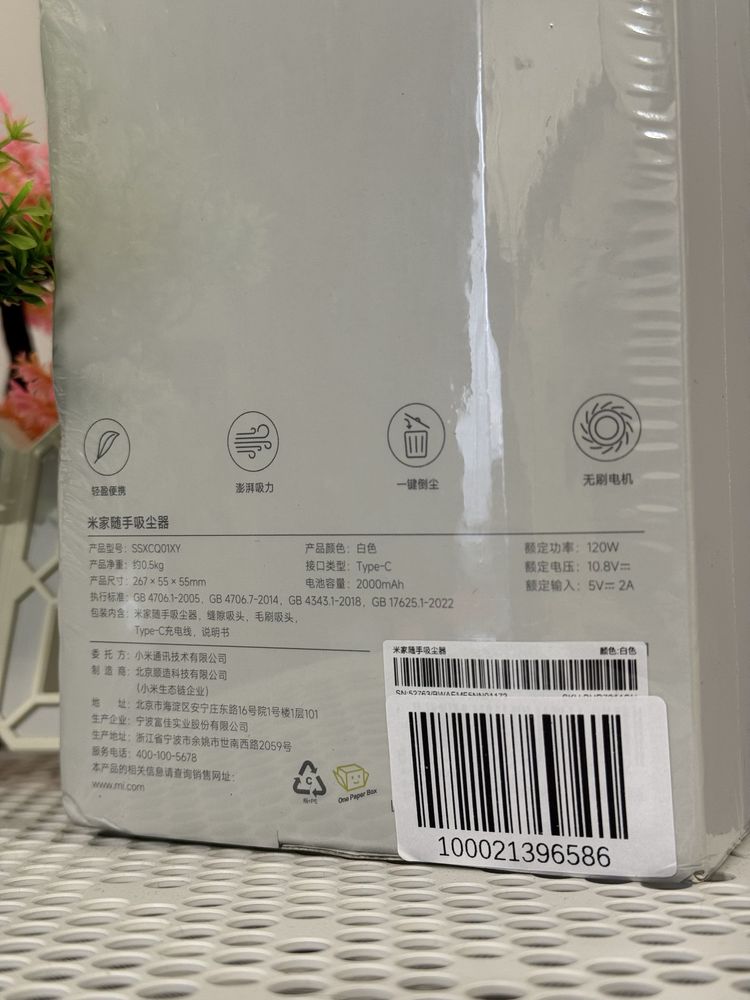 轻盈便携
澎湃吸力
一键倒尘
无刷电机
米家随手吸尘器
产品型号：SSXCQ01XY
产品净重：约0.5kg
产品尺寸：267 × 55 × 55mm
产品颜色：白色
接口类型：Type-C
电池容量：2000mAh
额定功率：120W
额定电压：10.8V⎓
额定输入：5V⎓ 2A
执行标准：GB 4706.1-2005、GB 4706.7-2014、GB 4343.1-2018、GB 17625.1-2022
包装内含：米家随手吸尘器、缝隙吸头、毛刷吸头、
Type-C充电线、说明书
委 托 方：小米通讯技术有限公司
制 造 商：北京顺造科技有限公司
（小米生态链企业）
地 址：北京市海淀区安宁庄东路16号院1号楼1层101
生产企业：宁波富佳实业股份有限公司
生产地址：浙江省宁波市余姚市世南西路2059号
服务电话：400-100-5678
本产品的相关信息请查询销售网址：
www.mi.com
C
纸+PE
One Paper Box
米家随手吸尘器 颜色:白色
100021396586